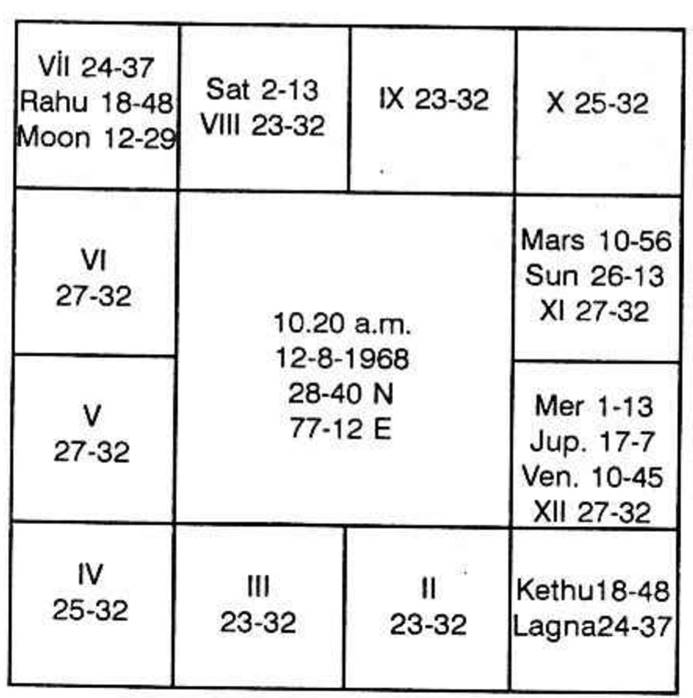 VII 24-37
Rahu 18-48
Moon 12-29
Sat 2-13
VIII 23-32
IX 23-32
X 25-32
VI
27-32
Mars 10-56
Sun 26-13
XI 27-32
10.20 a.m.
12-8-1968
28-40 N
77-12 E
V
27-32
Mer 1-13
Jup. 17-7
Ven. 10-45
XII 27-32
IV
25-32
III
23-32
II
23-32
Kethu18-48
Lagna24-37